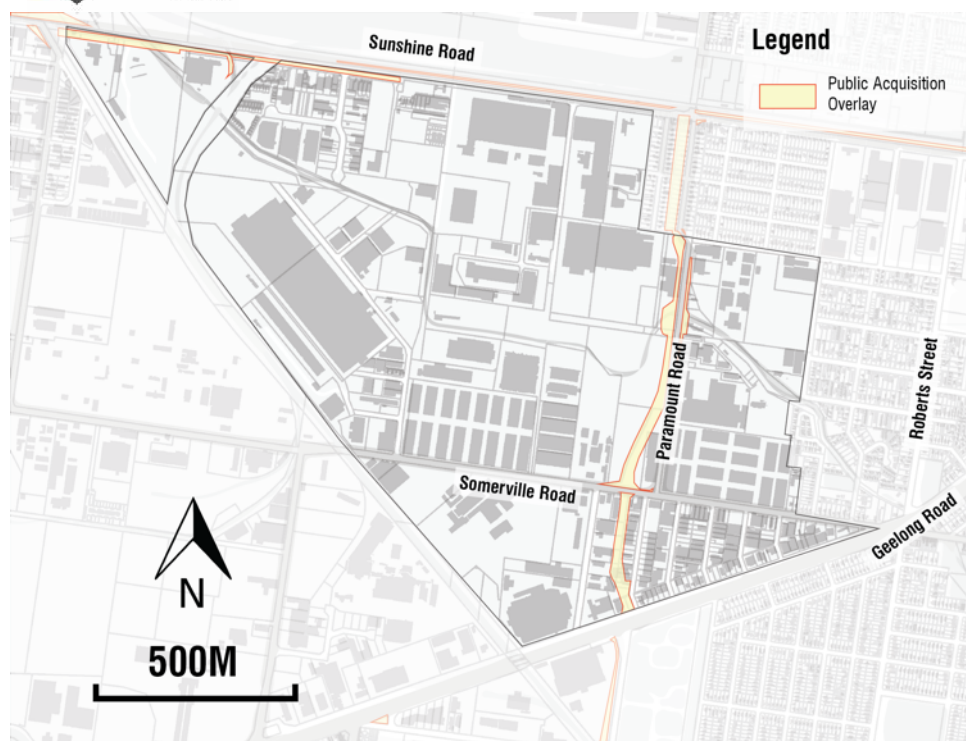 Sunshine Road
Legend
Public Acquisition
Overlay
Paramount Road
Roberts Street
Somerville Road
Geelong Road
N
500M